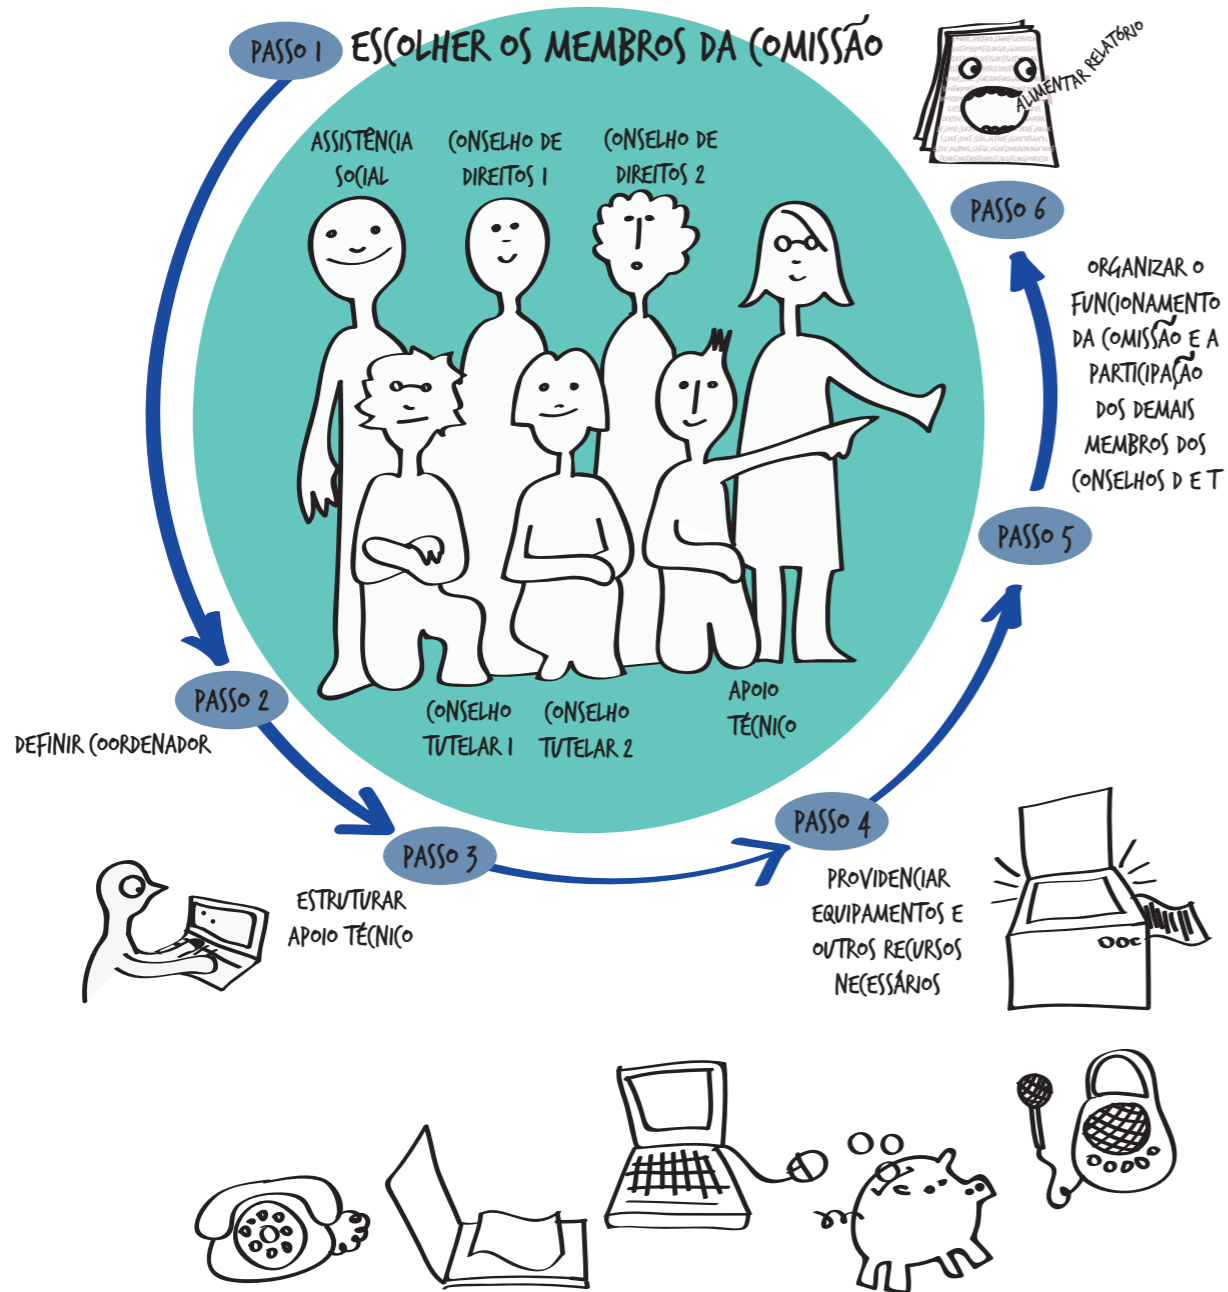 PASSO 1
ESCOLHER OS MEMBROS DA COMISSÃO
ASSISTÊNCIA
SOCIAL
CONSELHO DE
DIREITOS 1
CONSELHO DE
DIREITOS 2
CONSELHO
TUTELAR 1
CONSELHO
TUTELAR 2
APOIO
TÉCNICO
PASSO 2
DEFINIR COORDENADOR
PASSO 3
ESTRUTURAR
APOIO TÉCNICO
PASSO 4
PROVIDENCIAR
EQUIPAMENTOS E
OUTROS RECURSOS
NECESSÁRIOS
PASSO 5
ORGANIZAR O
FUNCIONAMENTO
DA COMISSÃO E A
PARTICIPAÇÃO
DOS DEMAIS
MEMBROS DOS
CONSELHOS D E T
PASSO 6
ALIMENTAR RELATÓRIO